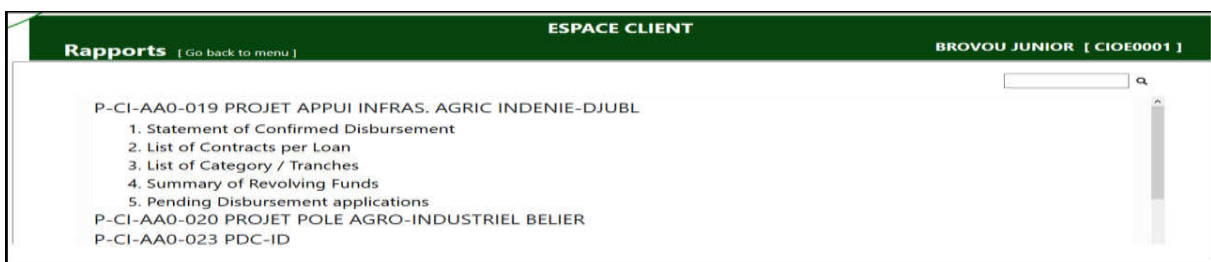 ESPACE CLIENT
Rapports [ Go back to menu ]
BROVOU JUNIOR [ CIOE0001 ]
P-CI-AA0-019 PROJET APPUI INFRAS. AGRIC INDENIE-DJUBL
1. Statement of Confirmed Disbursement
2. List of Contracts per Loan
3. List of Category / Tranches
4. Summary of Revolving Funds
5. Pending Disbursement applications
P-CI-AA0-020 PROJET POLE AGRO-INDUSTRIEL BELIER
P-CI-AA0-023 PDC-ID